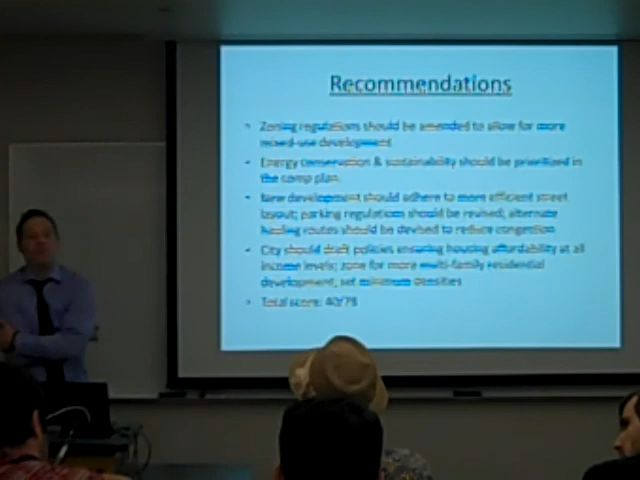 Recommendations
• Zoning regulations should be amended to allow for more
mixed-use development
• Energy conservation & sustainability should be prioritized in
the comp plan
• New development should adhere to more efficient street
layout; parking regulations should be revised; alternate
routes should be devised to reduce congestion
• City should draft policies ensuring housing affordability at all
income levels; zone for more multi-family residential
development, set minimum densities
• Total score: 40/78